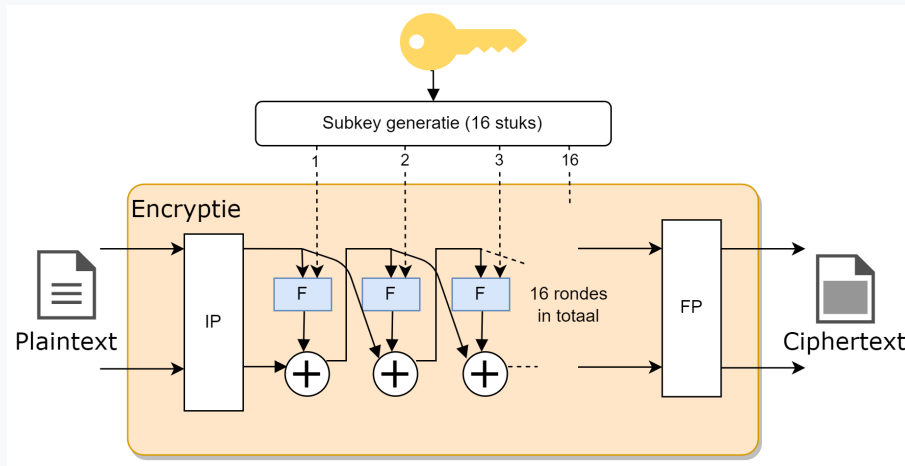 Subkey generatie (16 stuks)
1
2
3
16
Encryptie
Plaintext
IP
F
F
F
16 rondes
in totaal
FP
Ciphertext